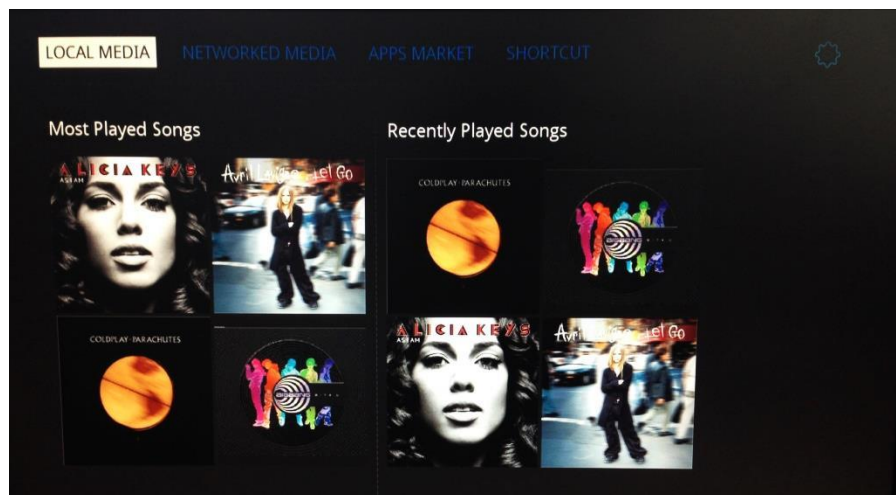 LOCAL MEDIA NETWORKED MEDIA APPS MARKET SHORTCUT
Most Played Songs
ALICIA KEYS
AS I AM
Avril Lavigne Let Go
COLDPLAY·PARACHUTES
Recently Played Songs
COLDPLAY·PARACHUTES
ALICIA KEYS
AS I AM
Avril Lavigne Let Go